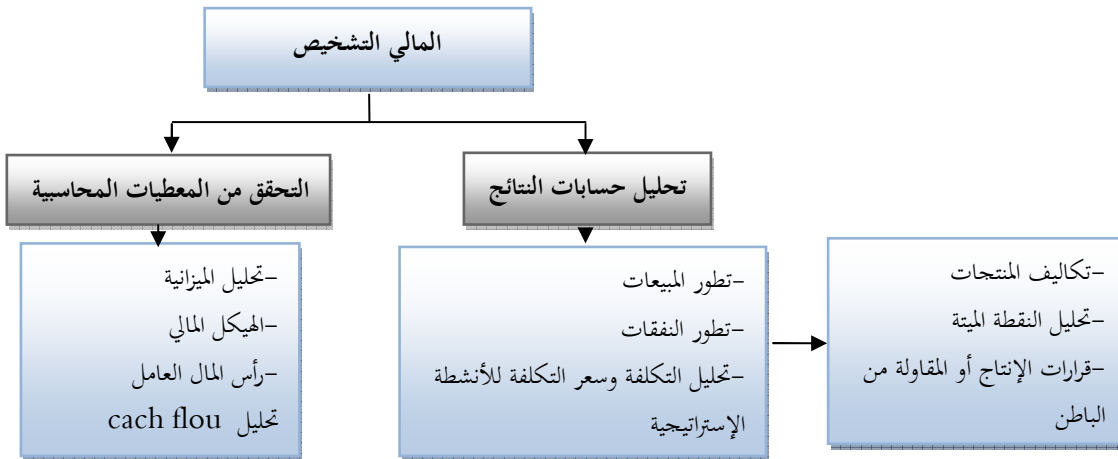 المالي التشخيص
تحليل حسابات النتائج
التحقق من المعطيات المحاسبية
-تكاليف المنتجات
-تحليل النقطة الميتة
-قرارات الإنتاج أو المقاولة من
الباطن
-تطور المبيعات
-تطور النفقات
-تحليل التكلفة وسعر التكلفة للأنشطة
الإستراتيجية
-تحليل الميزانية
-الهيكل المالي
-رأس المال العامل
تحليل cach flou